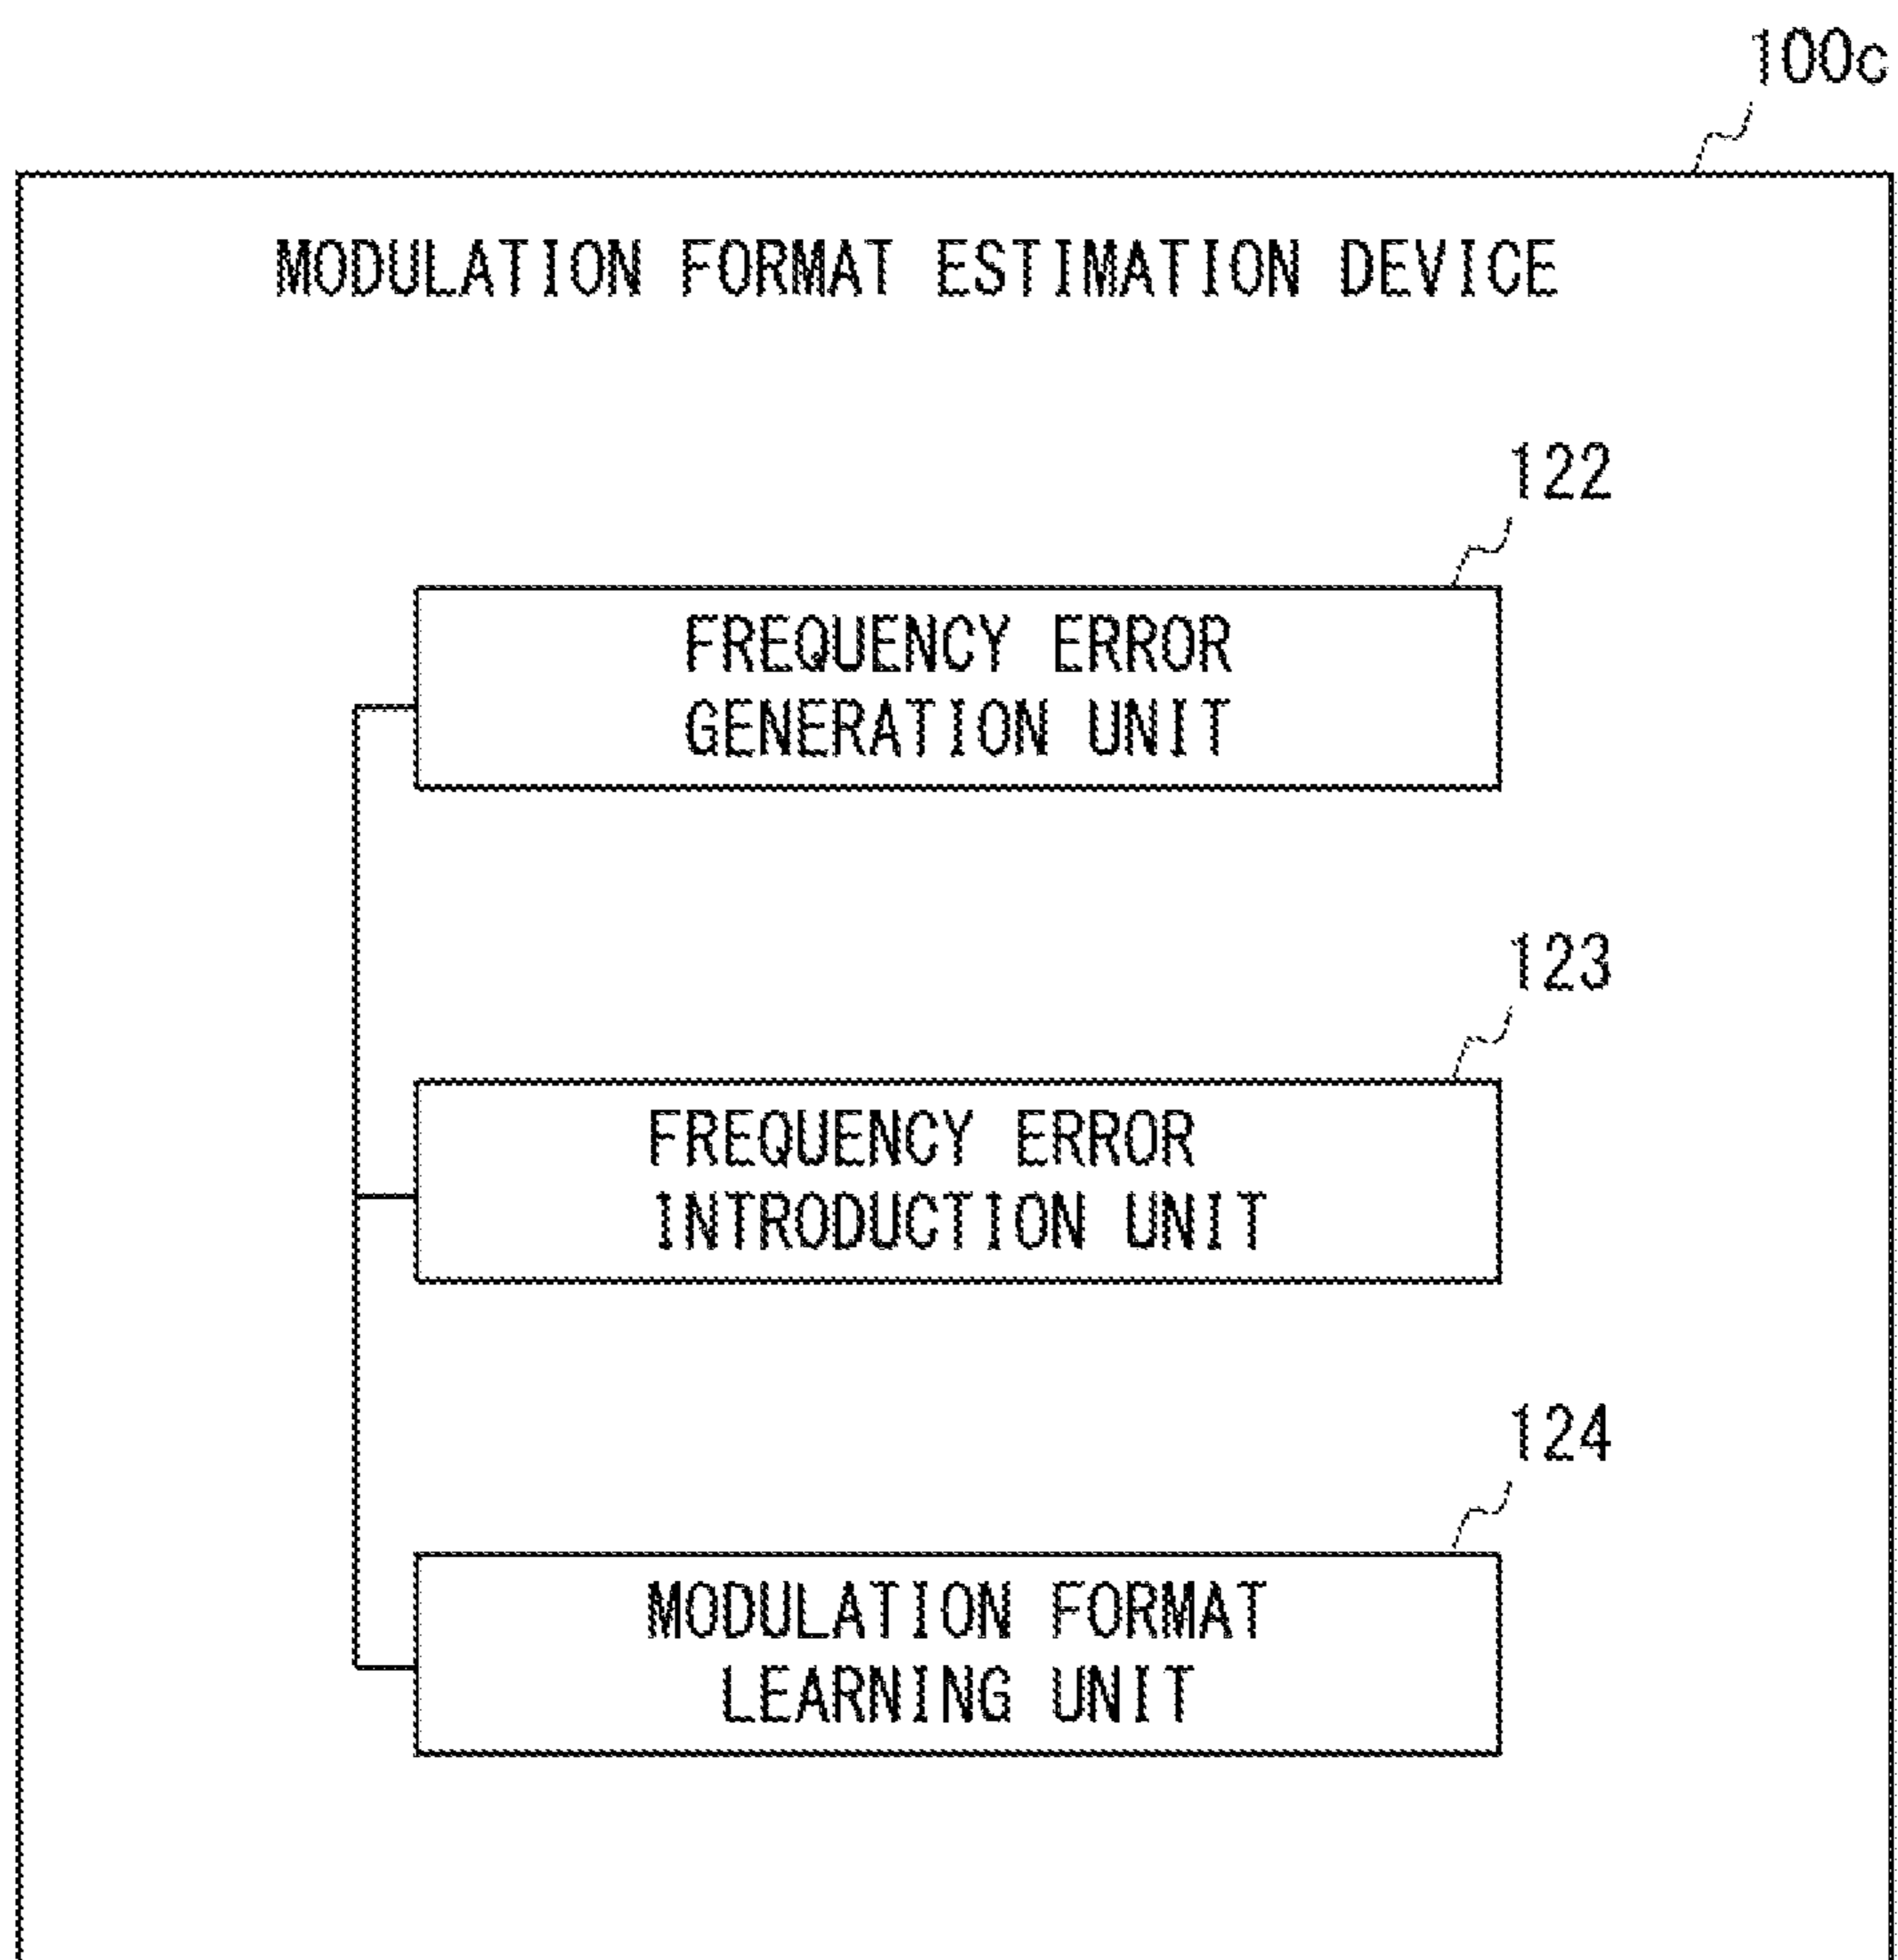 100c
MODULATION FORMAT ESTIMATION DEVICE
122
FREQUENCY ERROR
GENERATION UNIT
123
FREQUENCY ERROR
INTRODUCTION UNIT
124
MODULATION FORMAT
LEARNING UNIT